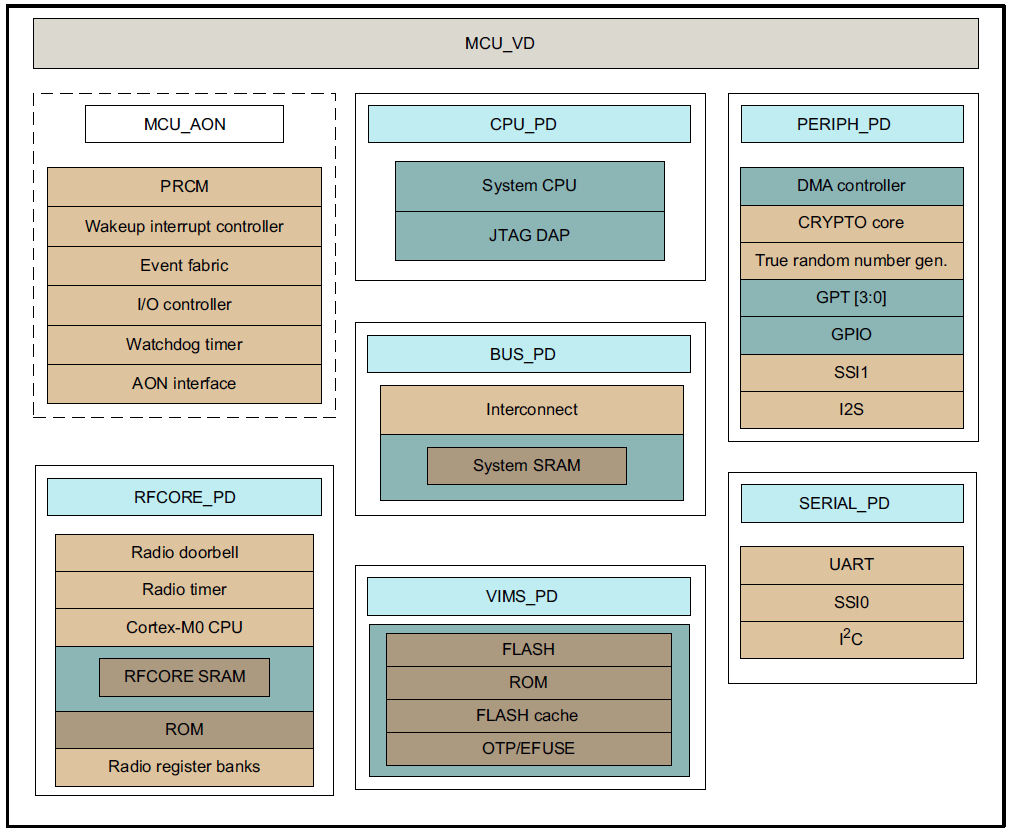 MCU_VD
MCU_AON
PRCM
Wakeup interrupt controller
Event fabric
I/O controller
Watchdog timer
AON interface
RFCORE_PD
Radio doorbell
Radio timer
Cortex-M0 CPU
RFCORE SRAM
ROM
Radio register banks
CPU_PD
System CPU
JTAG DAP
BUS_PD
Interconnect
System SRAM
VIMS_PD
FLASH
ROM
FLASH cache
OTP/EFUSE
PERIPH_PD
DMA controller
CRYPTO core
True random number gen.
GPT [3:0]
GPIO
SSI1
I2S
SERIAL_PD
UART
SSI0
I²C